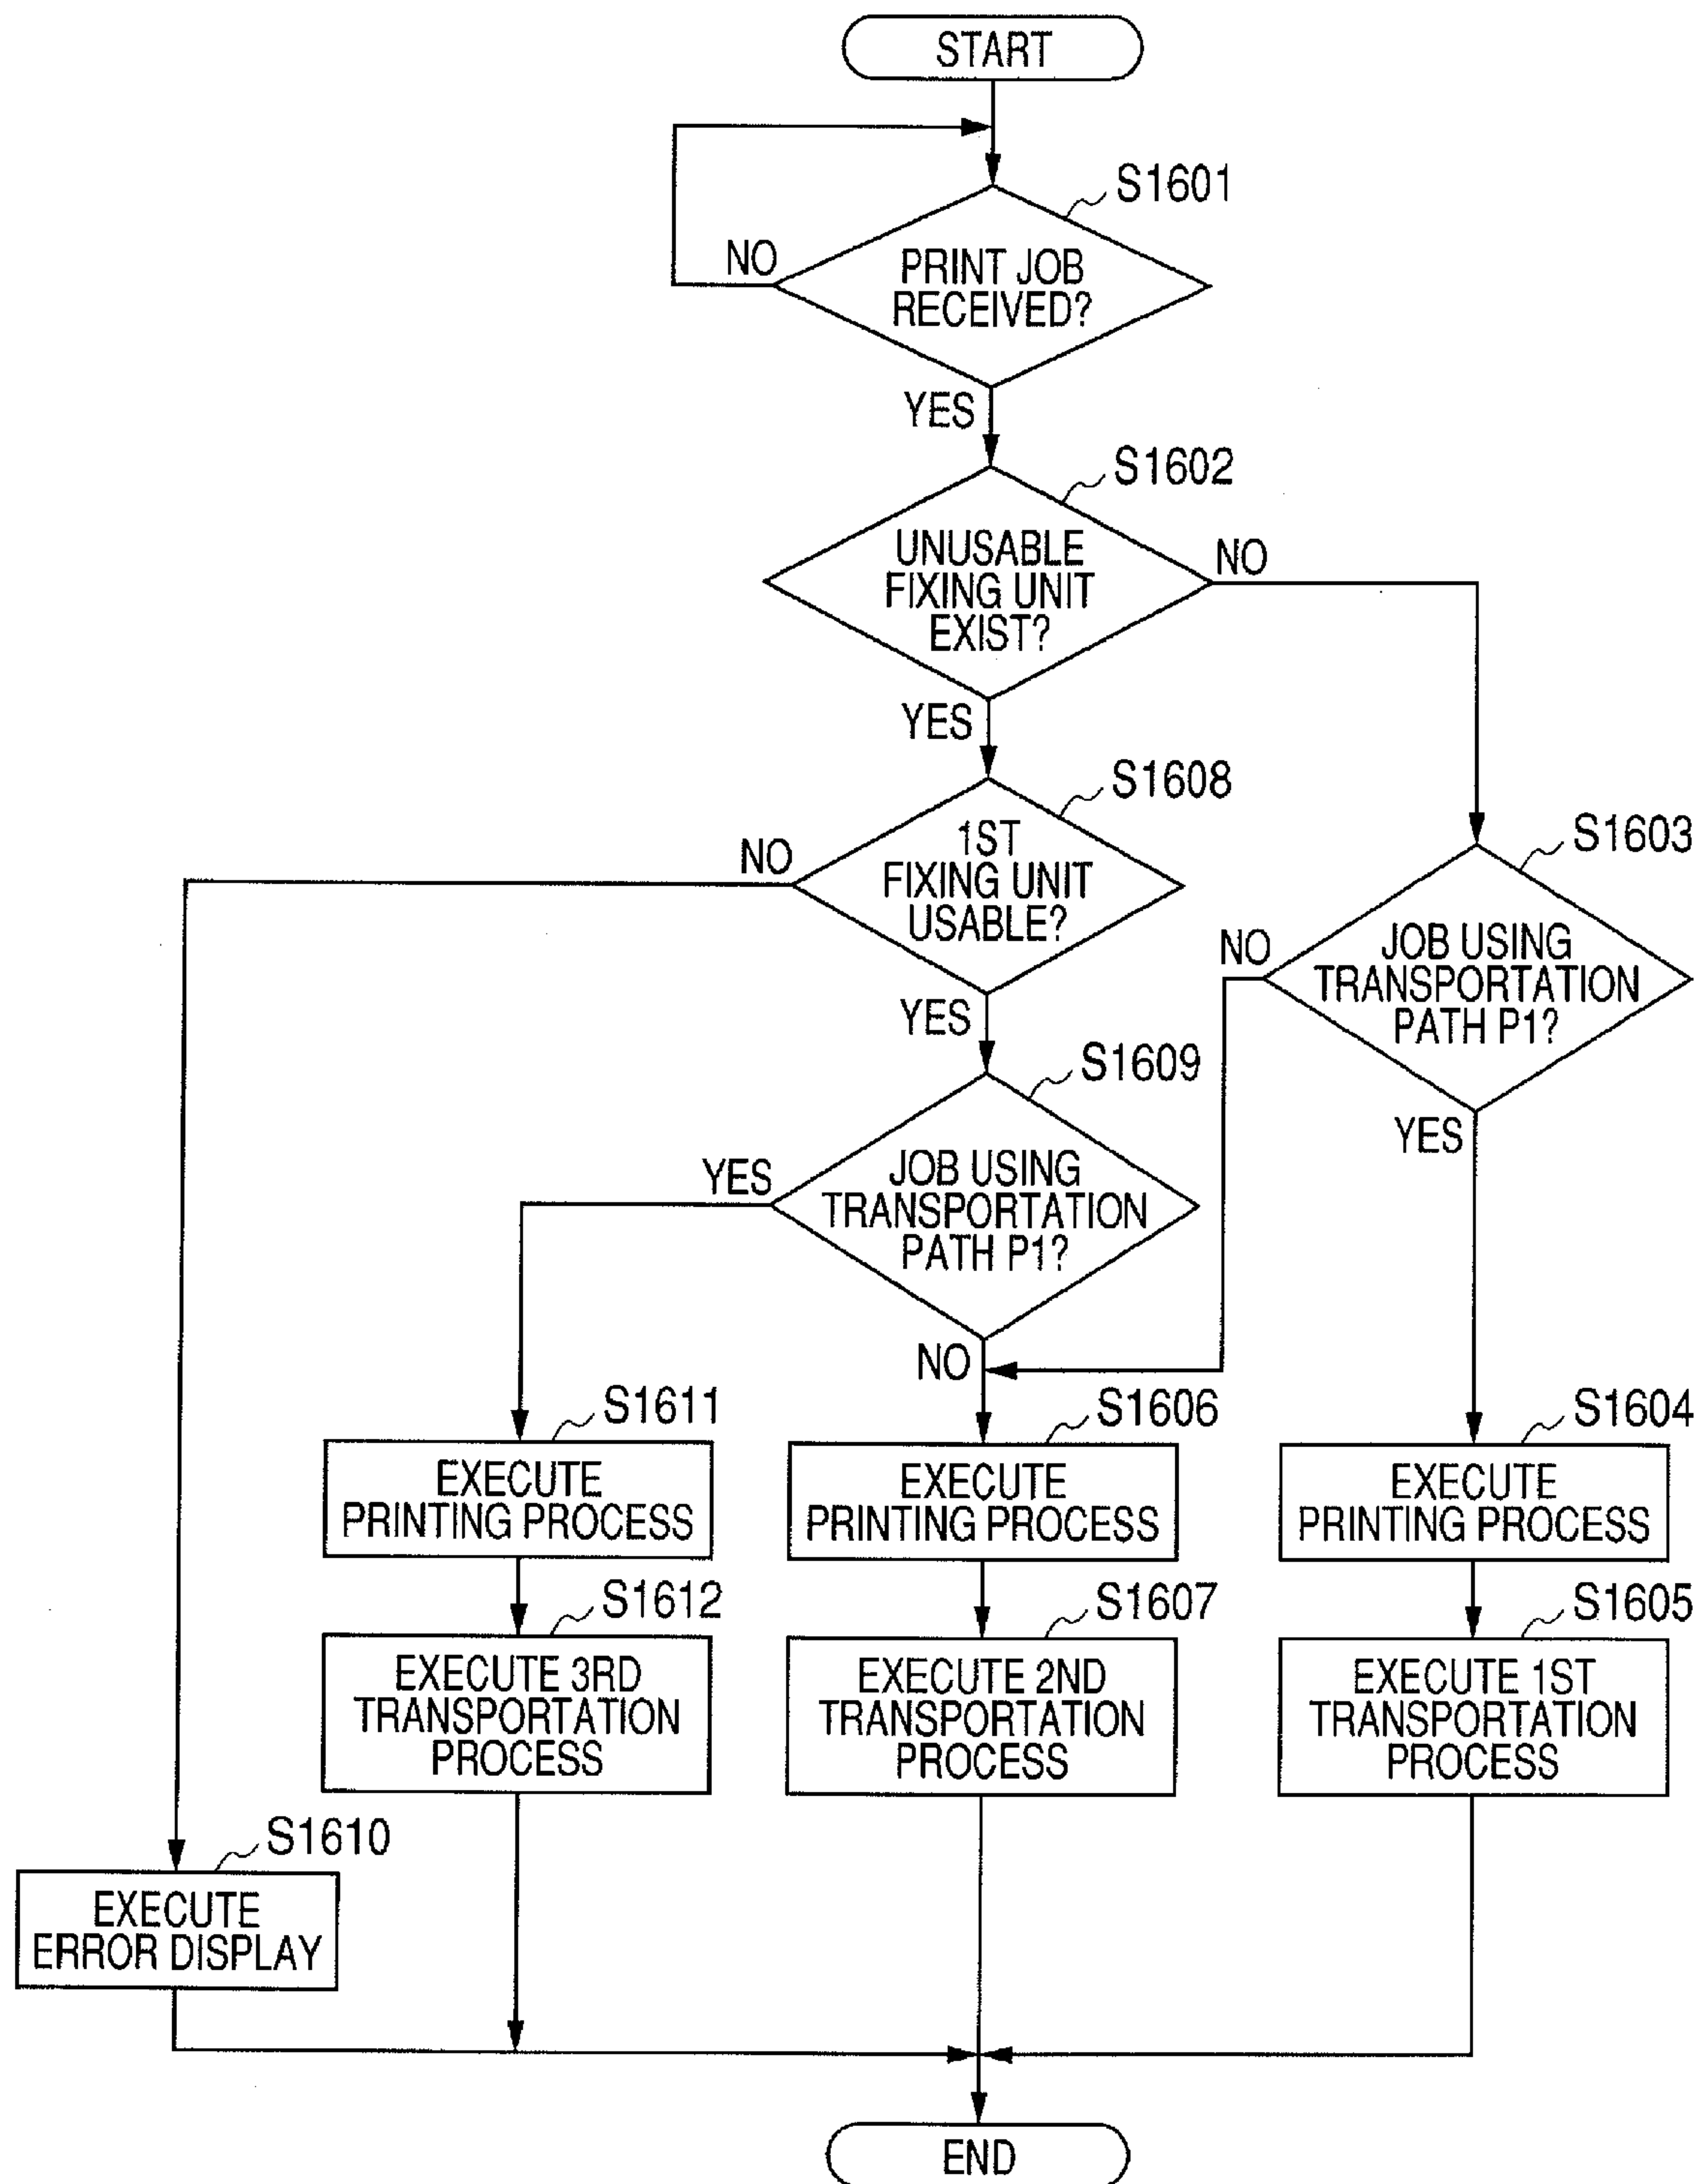 START
S1601
NO
PRINT JOB
RECEIVED?
YES
S1602
UNUSABLE
FIXING UNIT
EXIST?
NO
YES
S1608
1ST
FIXING UNIT
USABLE?
NO
YES
S1603
JOB USING
TRANSPORTATION
PATH P1?
NO
YES
S1609
JOB USING
TRANSPORTATION
PATH P1?
YES
NO
S1611
EXECUTE
PRINTING PROCESS
S1606
EXECUTE
PRINTING PROCESS
S1604
EXECUTE
PRINTING PROCESS
S1612
EXECUTE 3RD
TRANSPORTATION
PROCESS
S1607
EXECUTE 2ND
TRANSPORTATION
PROCESS
S1605
EXECUTE 1ST
TRANSPORTATION
PROCESS
S1610
EXECUTE
ERROR DISPLAY
END